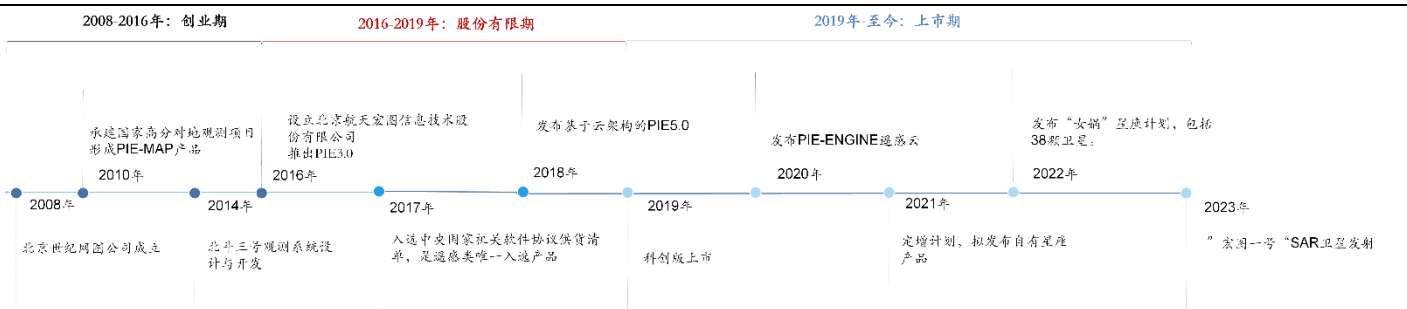 2008-2016年：创业期
2016-2019年：股份有限期
2019年-至今：上市期
承建国家高分对地观测项目
形成PIE-MAP产品
设立北京航天宏图信息技术股
份有限公司
推出PIE3.0
发布基于云架构的PIE5.0
发布PIE-ENGINE遥感云
发布“女娲”星座计划，包括
38颗卫星。
2010年
2016年
2018年
2020年
2022年
2008年
2014年
2017年
2019年
2021年
2023年
北京世纪网图公司成立
北斗三号观测系统设
计与开发
入选中央国家机关软件协议供货清
单，是遥感类唯一入选产品
科创版上市
定增计划，拟发布自有星座
产品
”宏图一号“SAR卫星发射